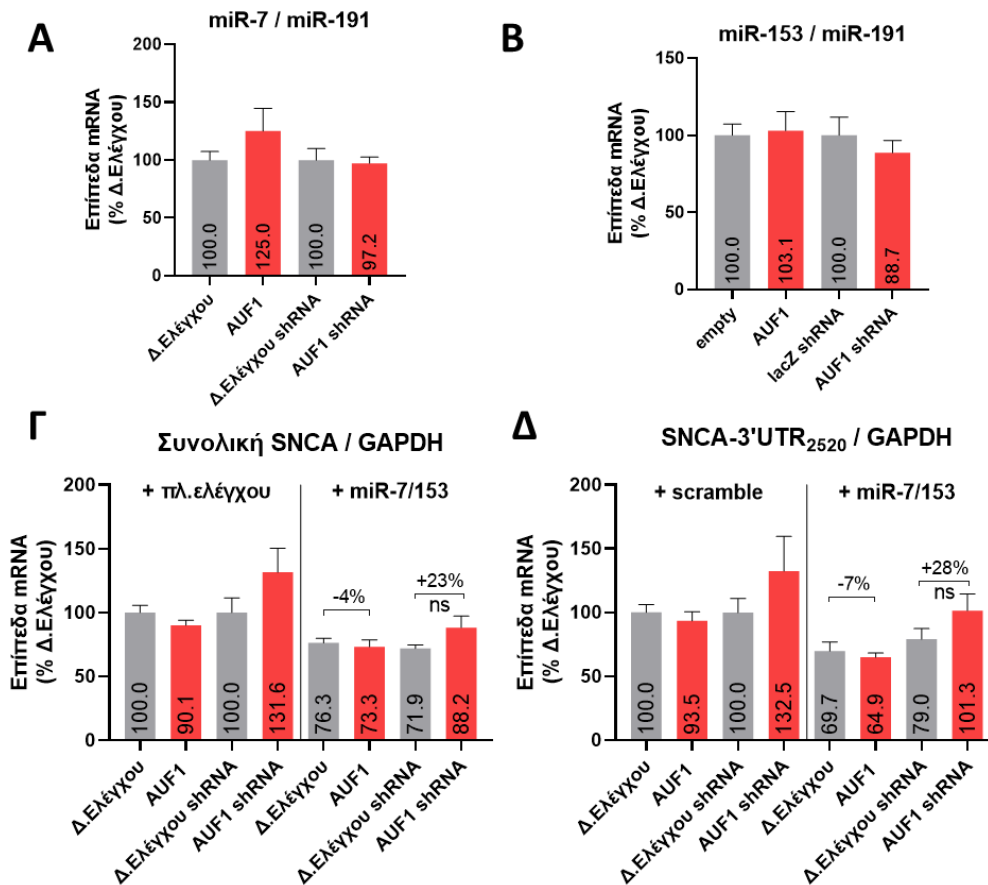 A
miR-7 / miR-191
Επίπεδα mRNA
(% Δ.Ελέγχου)
200
150
100
50
0
100.0
125.0
100.0
97.2
Δ.Ελέγχου
AUF1
Δ.Ελέγχου shRNA
AUF1 shRNA
B
miR-153 / miR-191
Επίπεδα mRNA
(% Δ.Ελέγχου)
150
100
50
0
100.0
103.1
100.0
88.7
empty
AUF1
lacZ shRNA
AUF1 shRNA
Γ
Συνολική SNCA / GAPDH
+ πλ.ελέγχου
+ miR-7/153
Επίπεδα mRNA
(% Δ.Ελέγχου)
200
150
100
50
0
-4%
+23%
ns
100.0
90.1
100.0
131.6
76.3
73.3
71.9
88.2
Δ.Ελέγχου
AUF1
Δ.Ελέγχου shRNA
AUF1 shRNA
Δ.Ελέγχου
AUF1
Δ.Ελέγχου shRNA
AUF1 shRNA
Δ
SNCA-3'UTR2520 / GAPDH
+ scramble
+ miR-7/153
Επίπεδα mRNA
(% Δ.Ελέγχου)
200
150
100
50
0
-7%
+28%
ns
100.0
93.5
100.0
132.5
69.7
64.9
79.0
101.3
Δ.Ελέγχου
AUF1
Δ.Ελέγχου shRNA
AUF1 shRNA
Δ.Ελέγχου
AUF1
Δ.Ελέγχου shRNA
AUF1 shRNA